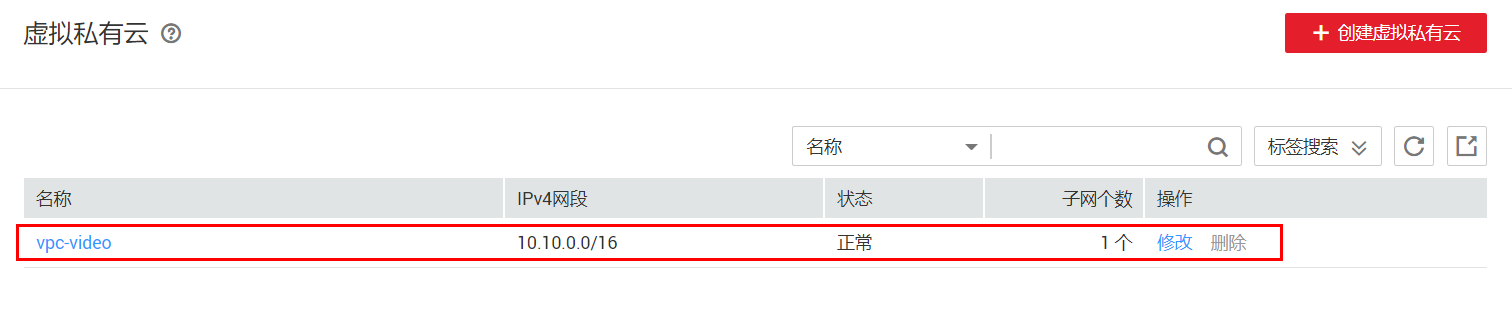 虚拟私有云 ?
+ 创建虚拟私有云
名称 标签搜索
名称 IPv4网段 状态 子网个数 操作
vpc-video 10.10.0.0/16 正常 1 个 修改 删除